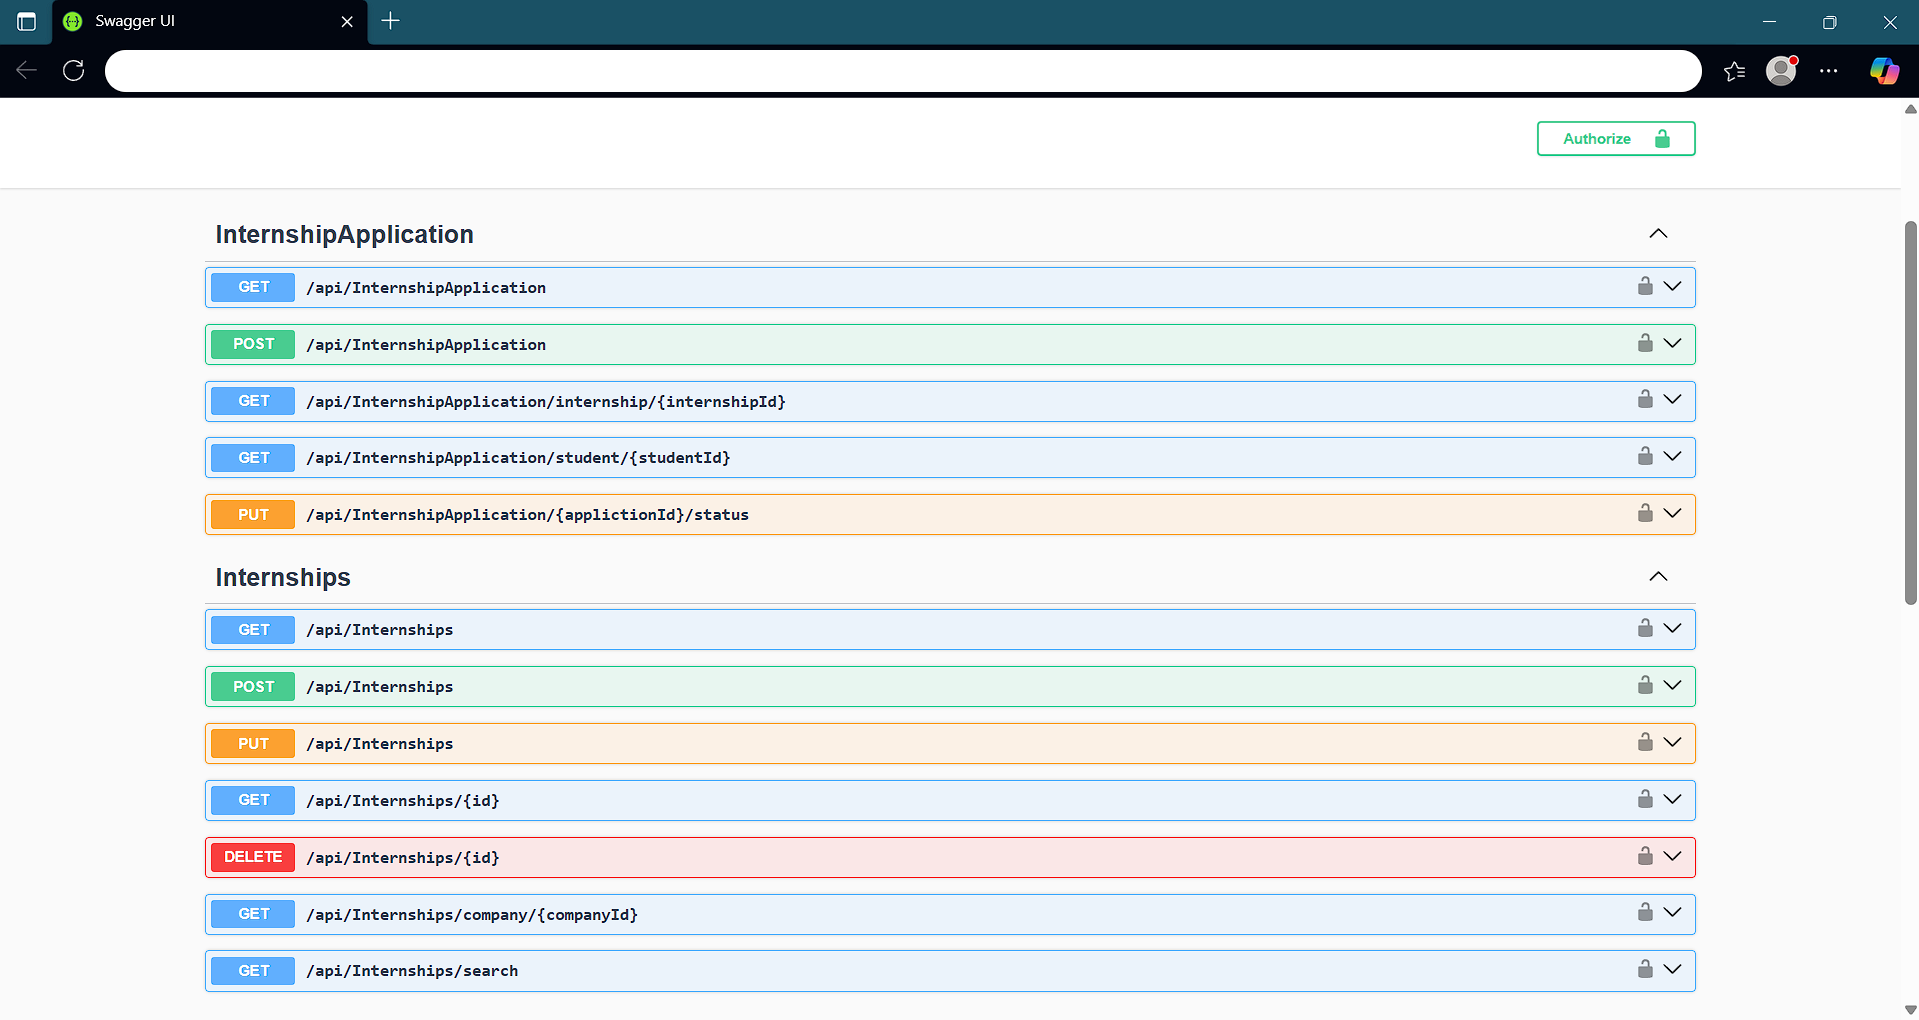 Swagger UI
Authorize
InternshipApplication
GET /api/InternshipApplication
POST /api/InternshipApplication
GET /api/InternshipApplication/internship/{internshipId}
GET /api/InternshipApplication/student/{studentId}
PUT /api/InternshipApplication/{applictionId}/status
Internships
GET /api/Internships
POST /api/Internships
PUT /api/Internships
GET /api/Internships/{id}
DELETE /api/Internships/{id}
GET /api/Internships/company/{companyId}
GET /api/Internships/search